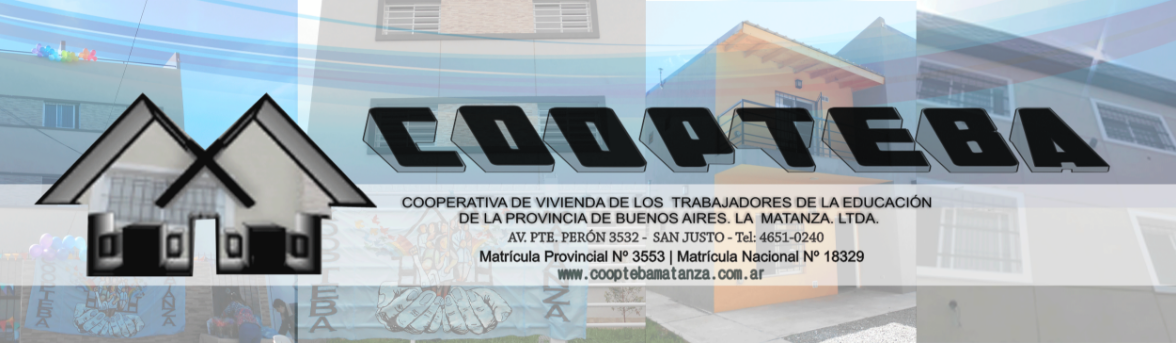 COOPTEBA
COOPERATIVA DE VIVIENDA DE LOS TRABAJADORES DE LA EDUCACIÓN
DE LA PROVINCIA DE BUENOS AIRES. LA MATANZA. LTDA.
AV. PTE. PERÓN 3532 - SAN JUSTO - Tel: 4651-0240
Matrícula Provincial Nº 3553 | Matrícula Nacional Nº 18329
www.cooptebamatanza.com.ar